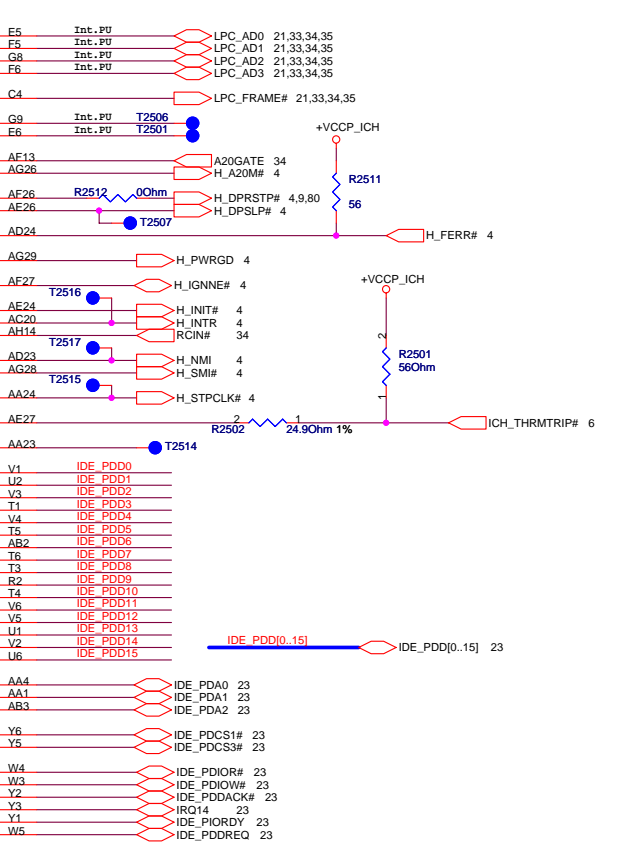 E5 Int.PU LPC_AD0 21,33,34,35
F5 Int.PU LPC_AD1 21,33,34,35
G8 Int.PU LPC_AD2 21,33,34,35
F6 Int.PU LPC_AD3 21,33,34,35
C4 LPC_FRAME# 21,33,34,35
G9 Int.PU T2506
E6 Int.PU T2501
+VCCP_ICH
AF13 A20GATE 34
AG26 H_A20M# 4
R2511
56
AF26 R2512 0Ohm H_DPRSTP# 4,9,80
AE26 H_DPSLP# 4
T2507
AD24 H_FERR# 4
AG29 H_PWRGD 4
AF27 H_IGNNE# 4
+VCCP_ICH
T2516
AE24 H_INIT# 4
AC20 H_INTR 4
AH14 RCIN# 34
T2517
AD23 H_NMI 4
AG28 H_SMI# 4
2
R2501
56Ohm
1
T2515
AA24 H_STPCLK# 4
AE27 2 R2502 24.9Ohm 1% 1 ICH_THRMTRIP# 6
AA23 T2514
V1 IDE_PDD0
U2 IDE_PDD1
V3 IDE_PDD2
T1 IDE_PDD3
V4 IDE_PDD4
T5 IDE_PDD5
AB2 IDE_PDD6
T6 IDE_PDD7
T3 IDE_PDD8
R2 IDE_PDD9
T4 IDE_PDD10
V6 IDE_PDD11
V5 IDE_PDD12
U1 IDE_PDD13
V2 IDE_PDD14
U6 IDE_PDD15
IDE_PDD[0..15] IDE_PDD[0..15] 23
AA4 IDE_PDA0 23
AA1 IDE_PDA1 23
AB3 IDE_PDA2 23
Y6 IDE_PDCS1# 23
Y5 IDE_PDCS3# 23
W4 IDE_PDIOR# 23
W3 IDE_PDIOW# 23
Y2 IDE_PDDACK# 23
Y3 IRQ14 23
Y1 IDE_PIORDY 23
W5 IDE_PDDREQ 23